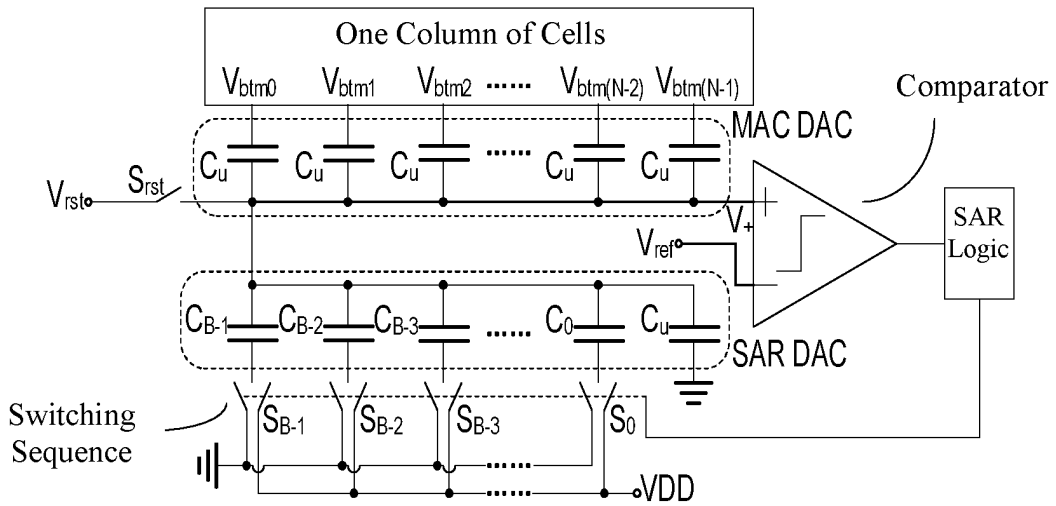 One Column of Cells
Vbtm0 Vbtm1 Vbtm2 ...... Vbtm(N-2) Vbtm(N-1)
Comparator
MAC DAC
Cu Cu Cu ...... Cu Cu
Srst
Vrst
V+
SAR
Logic
Vref
CB-1 CB-2 CB-3 ...... C0 Cu
SAR DAC
Switching
Sequence
SB-1 SB-2 SB-3 S0
......
...... VDD